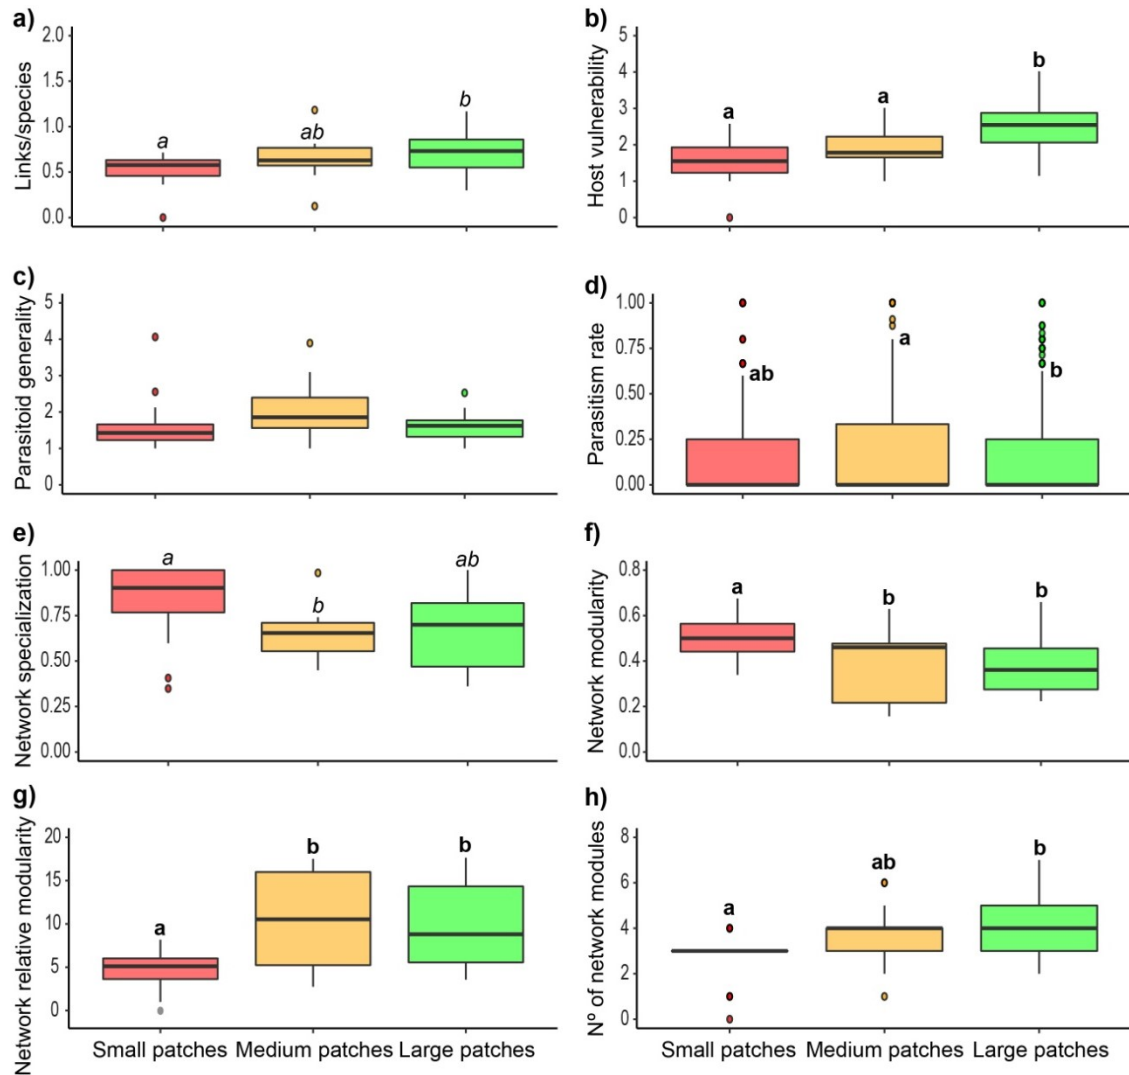 a)
Links/species
2.0
1.5
1.0
0.5
0.0
a
ab
b
b)
Host vulnerability
5
4
3
2
1
0
a
a
b
c)
Parasitoid generality
5
4
3
2
1
0
d)
Parasitism rate
1.00
0.75
0.50
0.25
0.00
ab
a
b
e)
Network specialization
1.00
0.75
0.50
0.25
0.00
a
b
ab
f)
Network modularity
0.8
0.6
0.4
0.2
0.0
a
b
b
g)
Network relative modularity
20
15
10
5
0
a
b
b
Small patches Medium patches Large patches
h)
Nº of network modules
8
6
4
2
0
a
ab
b
Small patches Medium patches Large patches